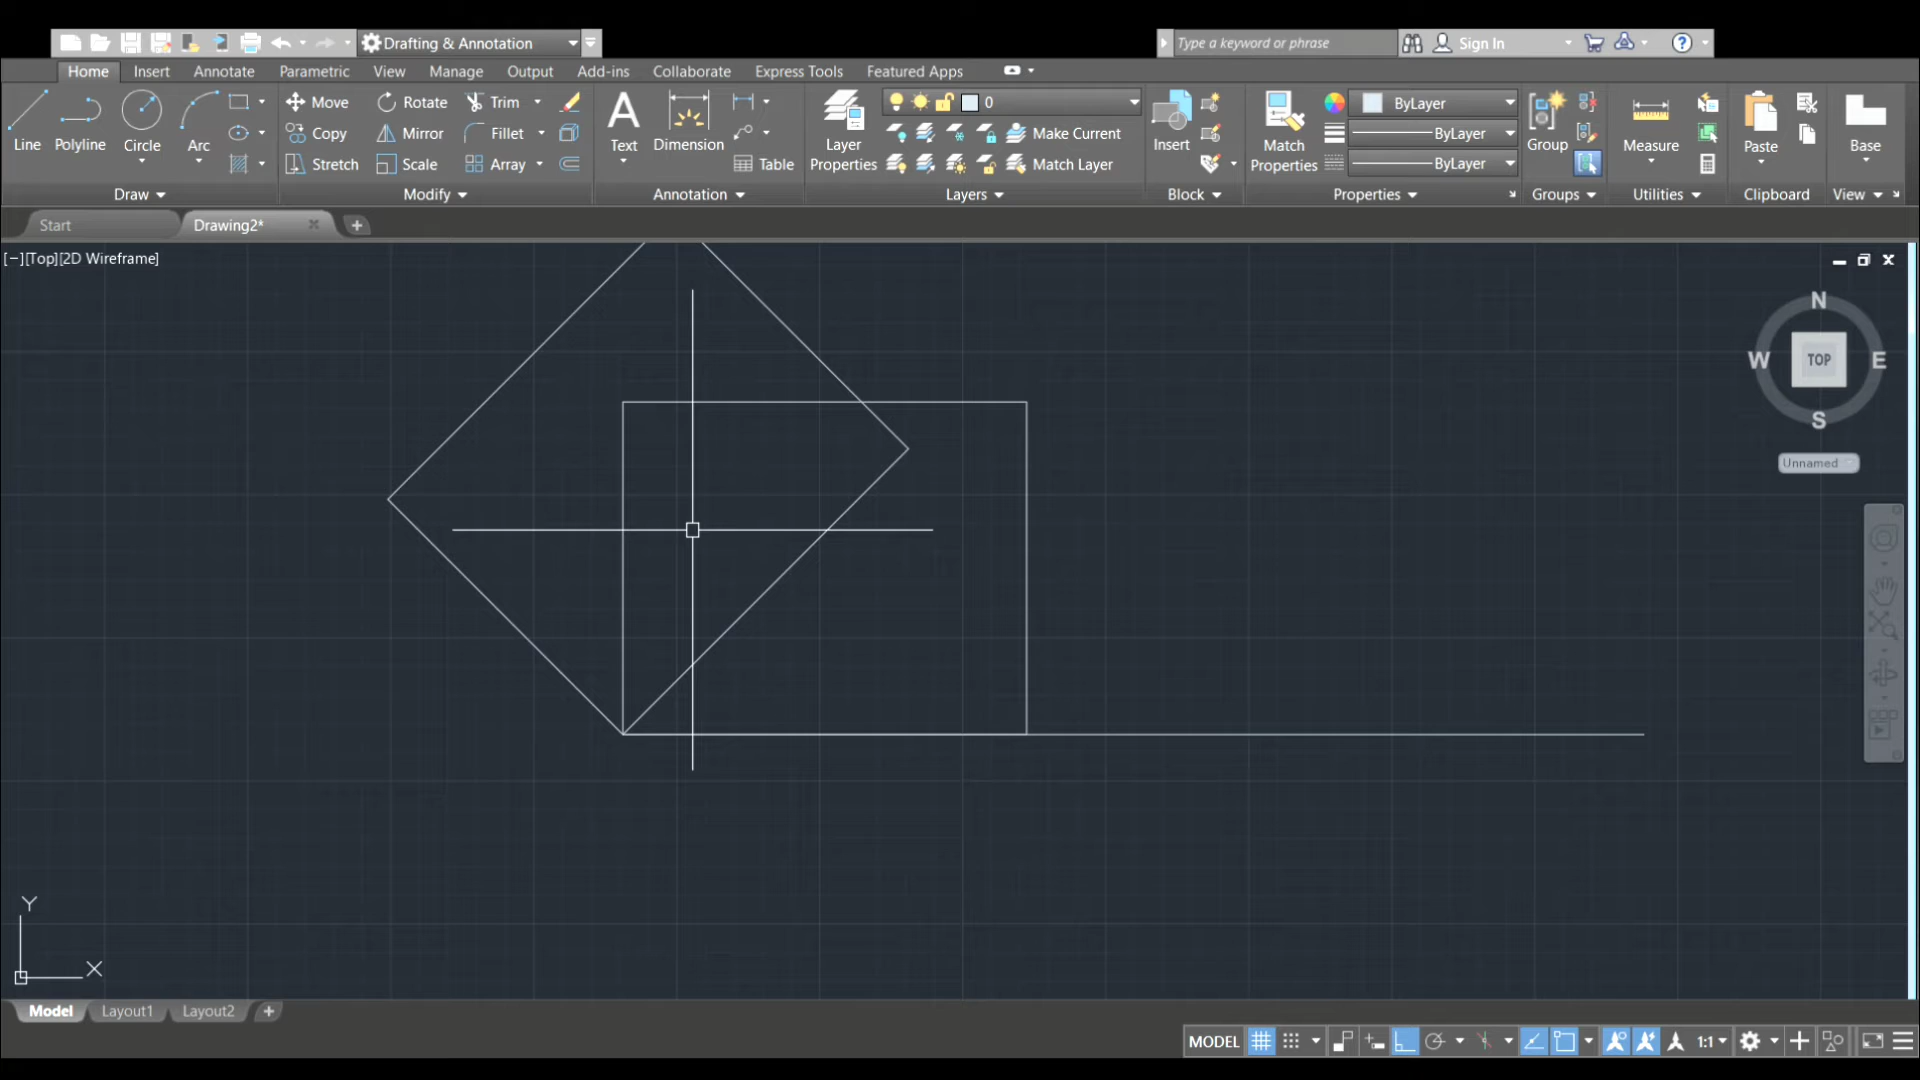 Drafting & Annotation
Type a keyword or phrase
Sign In
Home Insert Annotate Parametric View Manage Output Add-ins Collaborate Express Tools Featured Apps
Line Polyline Circle Arc
Move Rotate Trim
Copy Mirror Fillet
Stretch Scale Array
Text Dimension Table
Layer Properties
0
Make Current
Match Layer
Insert
Match Properties
ByLayer
ByLayer
ByLayer
Group
Measure
Paste
Base
Draw Modify Annotation Layers Block Properties Groups Utilities Clipboard View
Start Drawing2*
[−][Top][2D Wireframe]
N
W TOP E
S
Unnamed
Y
X
Model Layout1 Layout2
MODEL 1:1